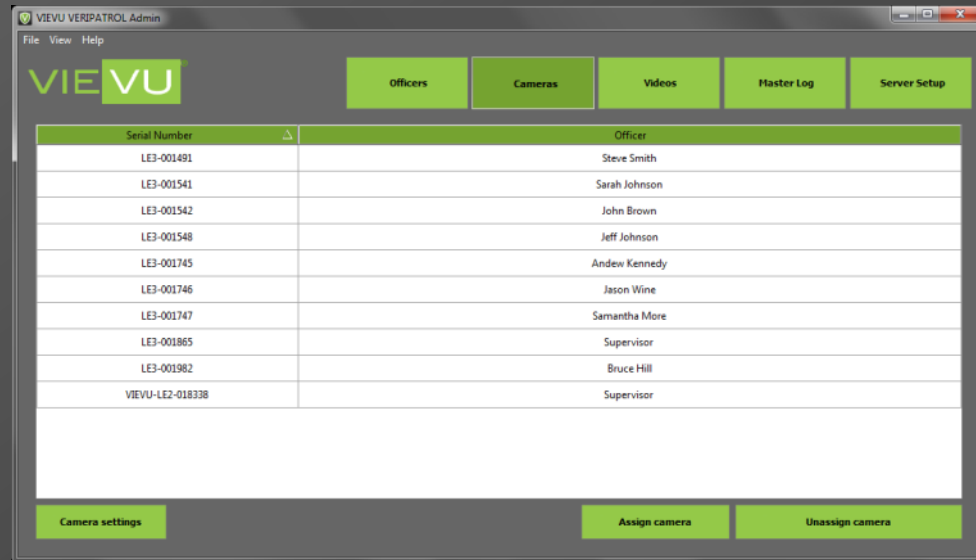 VIEVU VERIPATROL Admin
File View Help
VIEVU
Officers Cameras Videos Master Log Server Setup
Serial Number Officer
LE3-001491 Steve Smith
LE3-001541 Sarah Johnson
LE3-001542 John Brown
LE3-001548 Jeff Johnson
LE3-001745 Andew Kennedy
LE3-001746 Jason Wine
LE3-001747 Samantha More
LE3-001865 Supervisor
LE3-001982 Bruce Hill
VIEVU-LE2-018338 Supervisor
Camera settings Assign camera Unassign camera